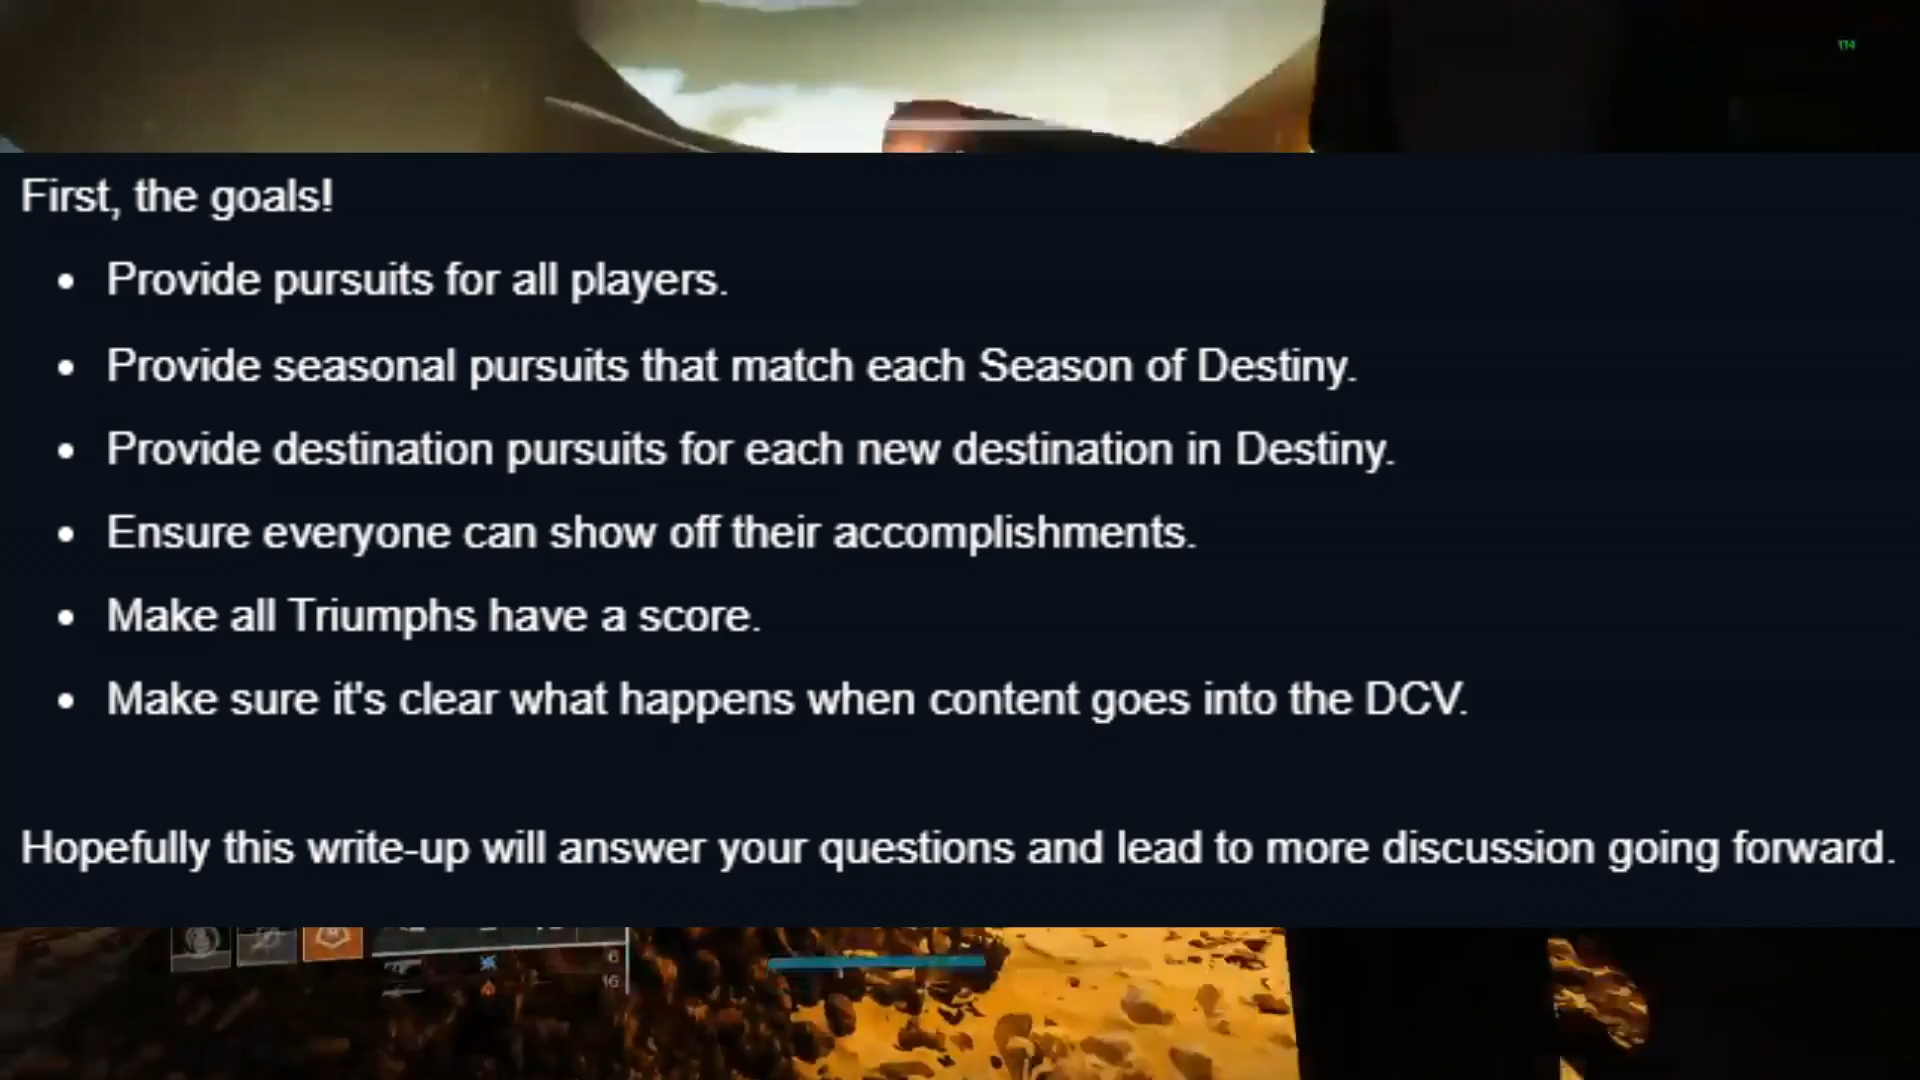 114
First, the goals!
• Provide pursuits for all players.
• Provide seasonal pursuits that match each Season of Destiny.
• Provide destination pursuits for each new destination in Destiny.
• Ensure everyone can show off their accomplishments.
• Make all Triumphs have a score.
• Make sure it's clear what happens when content goes into the DCV.
Hopefully this write-up will answer your questions and lead to more discussion going forward.
6
16